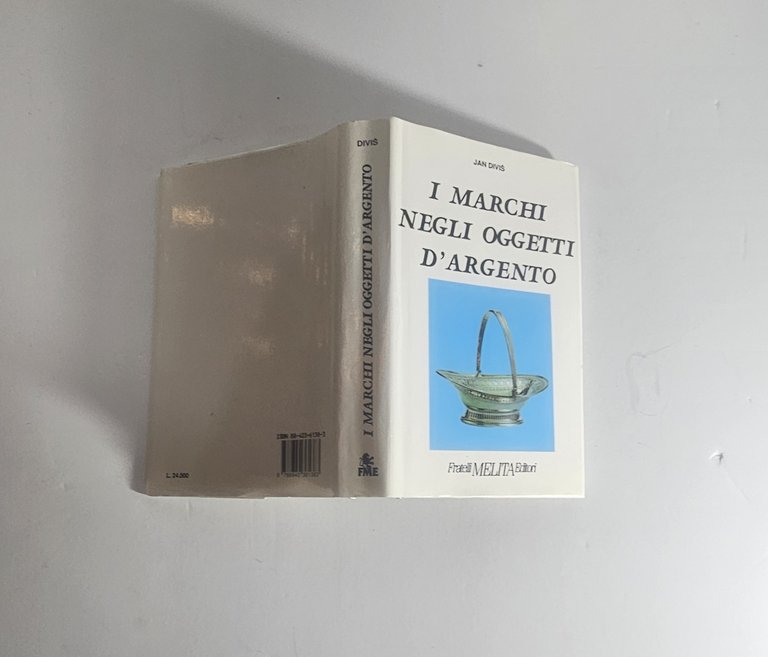 JAN DIVIŠ
I MARCHI
NEGLI OGGETTI
D'ARGENTO
Fratelli MELITA Editori
DIVIŠ
I MARCHI NEGLI OGGETTI D'ARGENTO
FME
L. 24.000